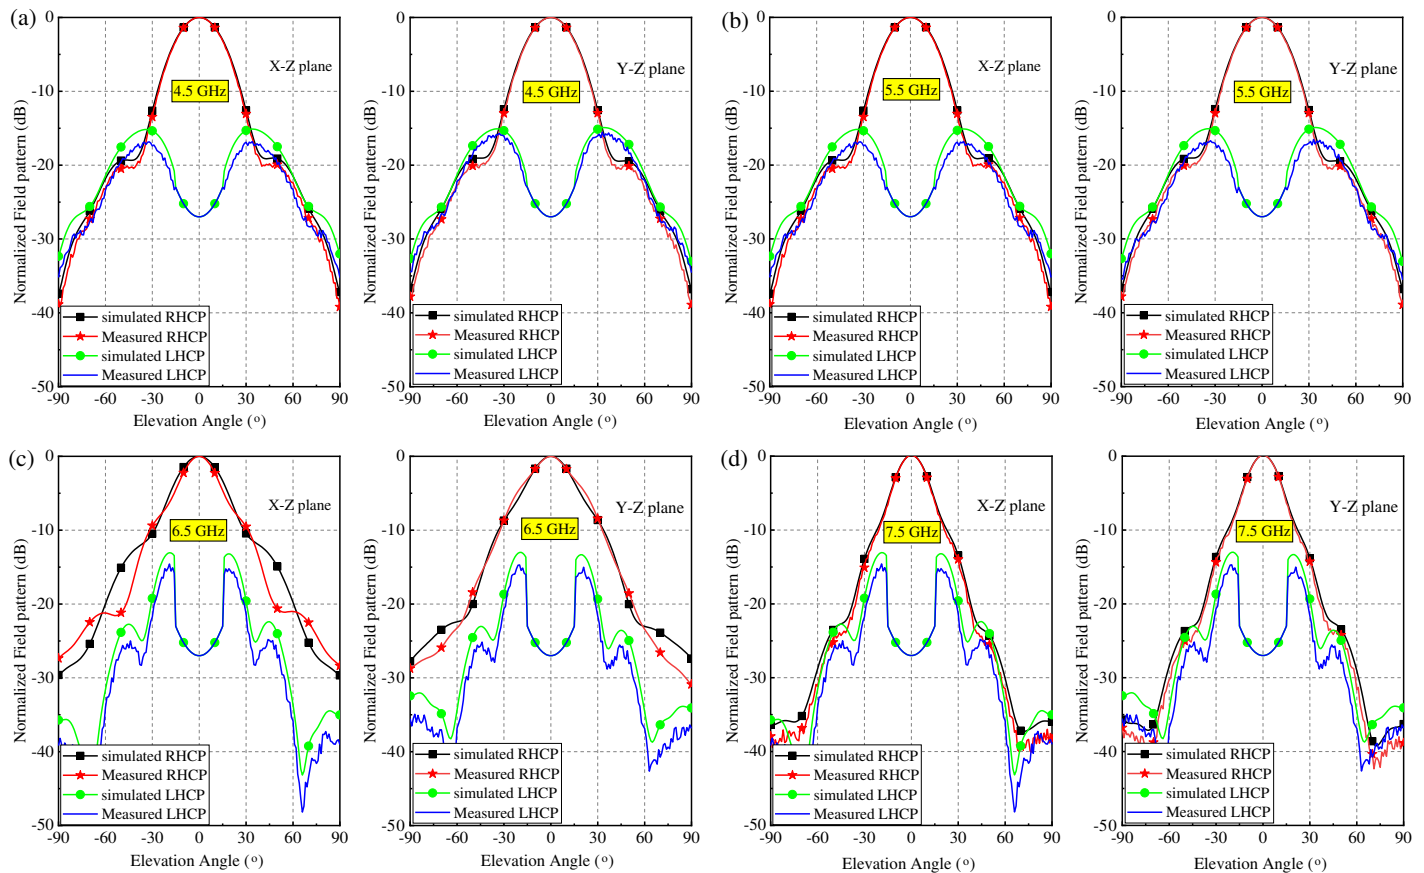 (a)
Normalized Field pattern (dB)
0
-10
-20
-30
-40
-50
X-Z plane
4.5 GHz
simulated RHCP
Measured RHCP
simulated LHCP
Measured LHCP
-90 -60 -30 0 30 60 90
Elevation Angle (o)
Normalized Field pattern (dB)
0
-10
-20
-30
-40
-50
Y-Z plane
4.5 GHz
simulated RHCP
Measured RHCP
simulated LHCP
Measured LHCP
-90 -60 -30 0 30 60 90
Elevation Angle (o)
(b)
Normalized Field pattern (dB)
0
-10
-20
-30
-40
-50
X-Z plane
5.5 GHz
simulated RHCP
Measured RHCP
simulated LHCP
Measured LHCP
-90 -60 -30 0 30 60 90
Elevation Angle (o)
Normalized Field pattern (dB)
0
-10
-20
-30
-40
-50
Y-Z plane
5.5 GHz
simulated RHCP
Measured RHCP
simulated LHCP
Measured LHCP
-90 -60 -30 0 30 60 90
Elevation Angle (o)
(c)
Normalized Field pattern (dB)
0
-10
-20
-30
-40
-50
X-Z plane
6.5 GHz
simulated RHCP
Measured RHCP
simulated LHCP
Measured LHCP
-90 -60 -30 0 30 60 90
Elevation Angle (o)
Normalized Field pattern (dB)
0
-10
-20
-30
-40
-50
Y-Z plane
6.5 GHz
simulated RHCP
Measured RHCP
simulated LHCP
Measured LHCP
-90 -60 -30 0 30 60 90
Elevation Angle (o)
(d)
Normalized Field pattern (dB)
0
-10
-20
-30
-40
-50
X-Z plane
7.5 GHz
simulated RHCP
Measured RHCP
simulated LHCP
Measured LHCP
-90 -60 -30 0 30 60 90
Elevation Angle (o)
Normalized Field pattern (dB)
0
-10
-20
-30
-40
-50
Y-Z plane
7.5 GHz
simulated RHCP
Measured RHCP
simulated LHCP
Measured LHCP
-90 -60 -30 0 30 60 90
Elevation Angle (o)